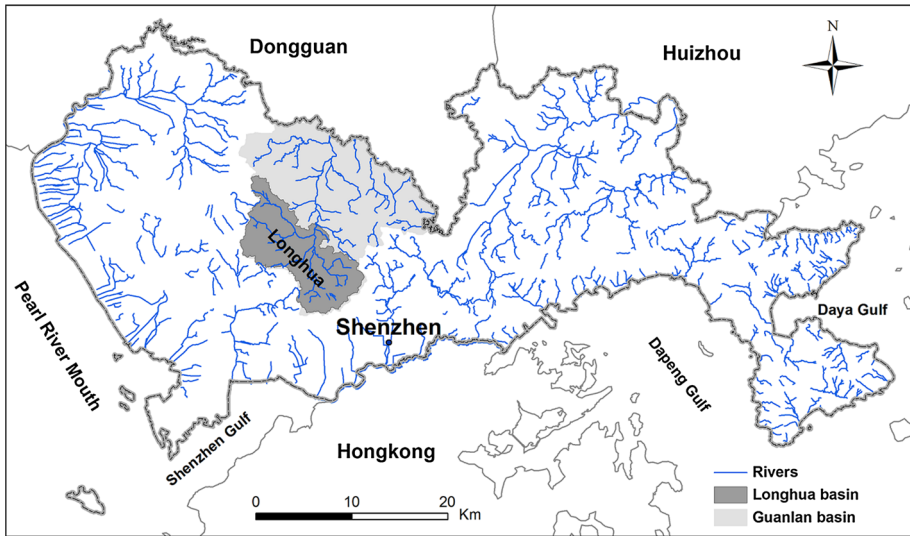 Dongguan
Huizhou
N
Longhua
Pearl River Mouth
Shenzhen
Daya Gulf
Dapeng Gulf
Shenzhen Gulf
Hongkong
Rivers
Longhua basin
Guanlan basin
0 10 20
Km